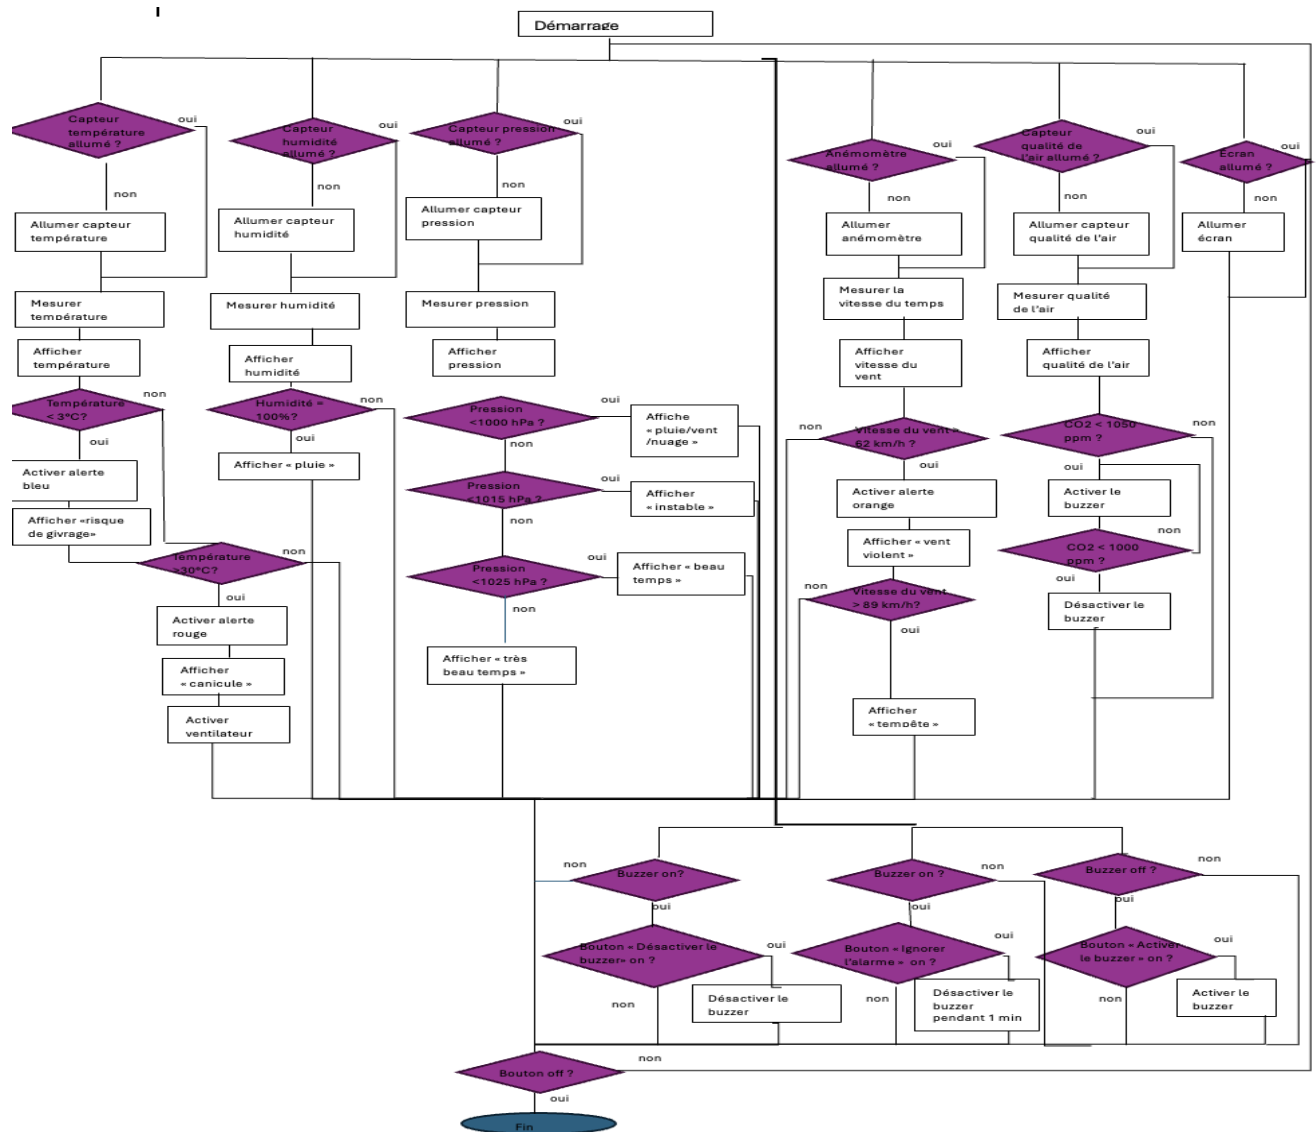 Démarrage
oui
Capteur
température
allumé ?
oui
Capteur
humidité
allumé ?
oui
Capteur pression
allumé ?
oui
Anémomètre
allumé ?
oui
Capteur
qualité de
l'air allumé ?
oui
Écran
allumé ?
non
non
non
non
non
non
Allumer capteur
température
Allumer capteur
humidité
Allumer capteur
pression
Allumer
anémomètre
Allumer capteur
qualité de l'air
Allumer
écran
Mesurer
température
Mesurer humidité
Mesurer pression
Mesurer la
vitesse du temps
Mesurer qualité
de l'air
Afficher
température
Afficher
humidité
Afficher
pression
Afficher
vitesse du
vent
Afficher
qualité de l'air
Température
< 3°C?
non
oui
Humidité =
100%?
non
oui
Pression
<1000 hPa ?
oui
non
Affiche
« pluie/vent
/nuage »
Vitesse du vent >
62 km/h ?
non
oui
CO2 < 1050
ppm ?
non
oui
Activer alerte
bleu
Afficher « pluie »
Pression
<1015 hPa ?
oui
non
Afficher
« instable »
Activer alerte
orange
Activer le
buzzer
Afficher «risque
de givrage»
Afficher « vent
violent »
CO2 < 1000
ppm ?
non
oui
Température
>30°C?
non
oui
Pression
<1025 hPa ?
oui
non
Afficher « beau
temps »
Vitesse du vent
> 89 km/h?
non
oui
Désactiver le
buzzer
Activer alerte
rouge
Afficher
« canicule »
Activer
ventilateur
Afficher « très
beau temps »
Afficher
« tempête »
non
Buzzer on?
oui
Buzzer on ?
non
oui
Buzzer off ?
non
oui
Bouton « Désactiver le
buzzer» on ?
oui
non
Désactiver le
buzzer
Bouton « Ignorer
l'alarme » on ?
oui
non
Désactiver le
buzzer
pendant 1 min
Bouton « Activer
le buzzer» on ?
oui
non
Activer le
buzzer
Bouton off ?
non
oui
Fin